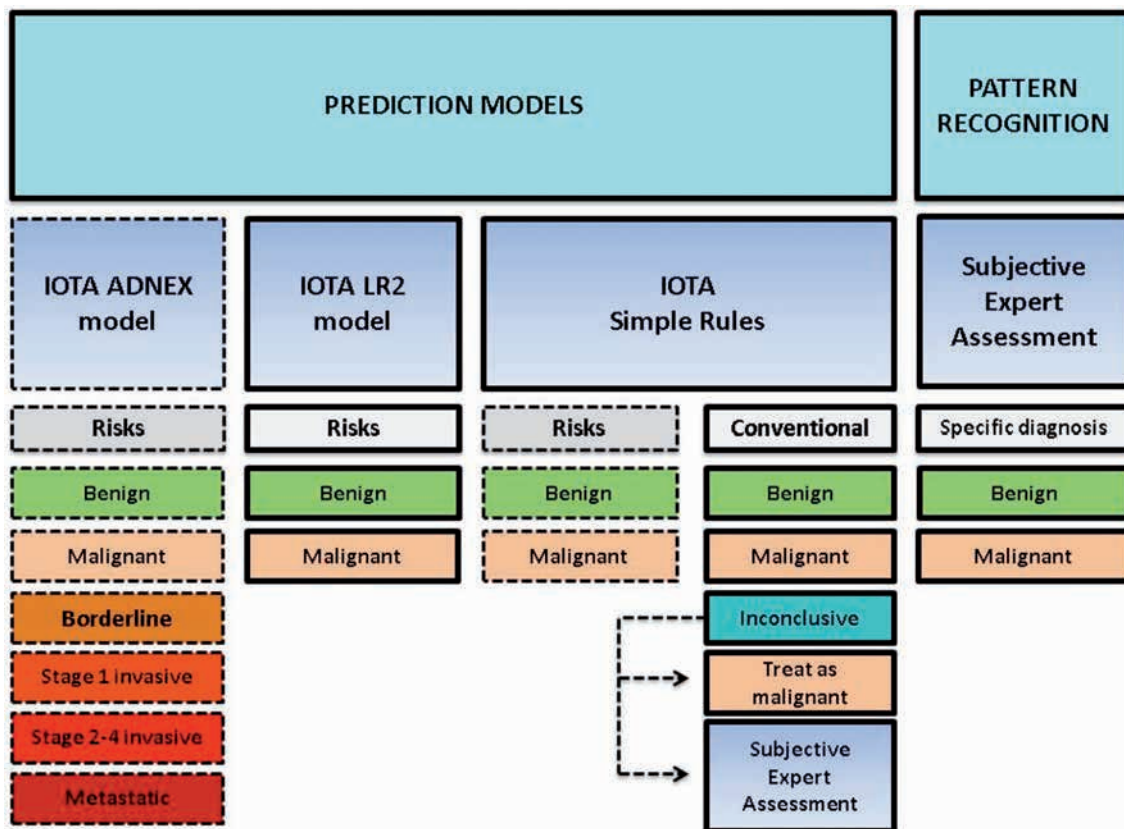 PREDICTION MODELS
PATTERN
RECOGNITION
IOTA ADNEX
model
IOTA LR2
model
IOTA
Simple Rules
Subjective
Expert
Assessment
Risks
Risks
Risks
Conventional
Specific diagnosis
Benign
Benign
Benign
Benign
Benign
Malignant
Malignant
Malignant
Malignant
Malignant
Borderline
Inconclusive
Stage 1 invasive
Treat as
malignant
Stage 2-4 invasive
Subjective
Expert
Assessment
Metastatic